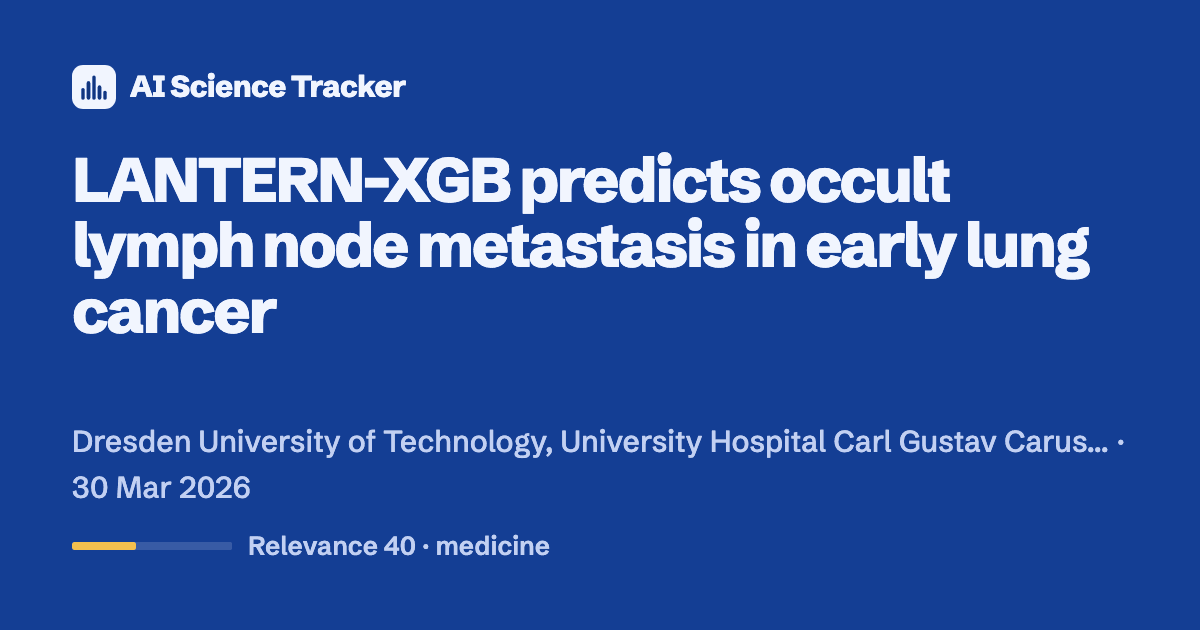 AI Science Tracker
LANTERN-XGB predicts occult
lymph node metastasis in early lung
cancer
Dresden University of Technology, University Hospital Carl Gustav Carus... ·
30 Mar 2026
Relevance 40 · medicine